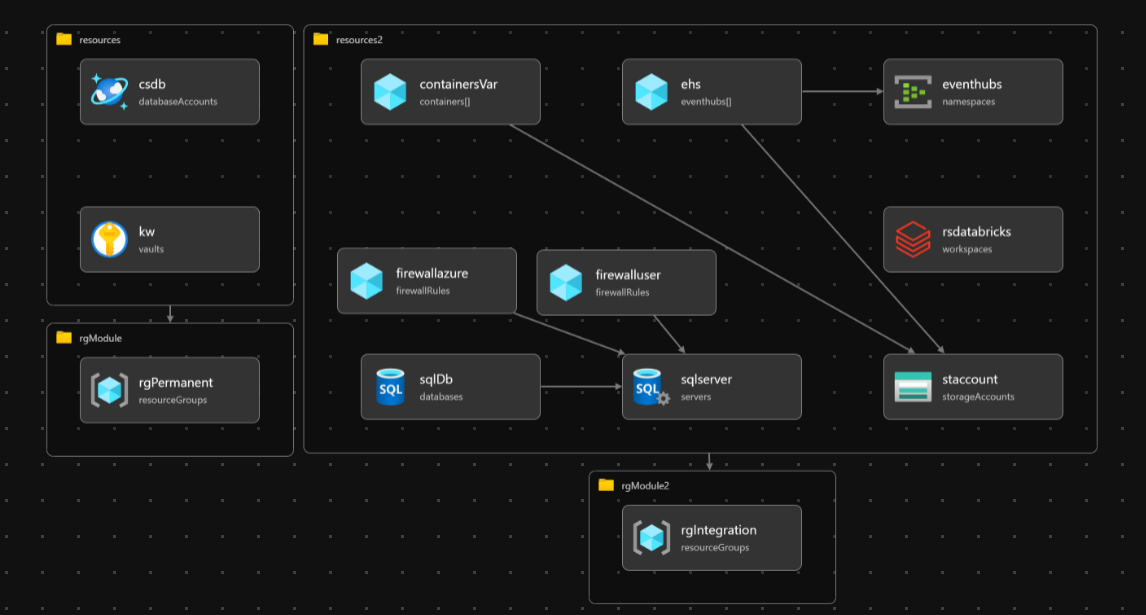 resources
csdb
databaseAccounts
kw
vaults
rgModule
rgPermanent
resourceGroups
resources2
containersVar
containers[]
ehs
eventhubs[]
eventhubs
namespaces
rsdatabricks
workspaces
firewallazure
firewallRules
firewalluser
firewallRules
SQL
sqlDb
databases
SQL
sqlserver
servers
staccount
storageAccounts
rgModule2
rgIntegration
resourceGroups